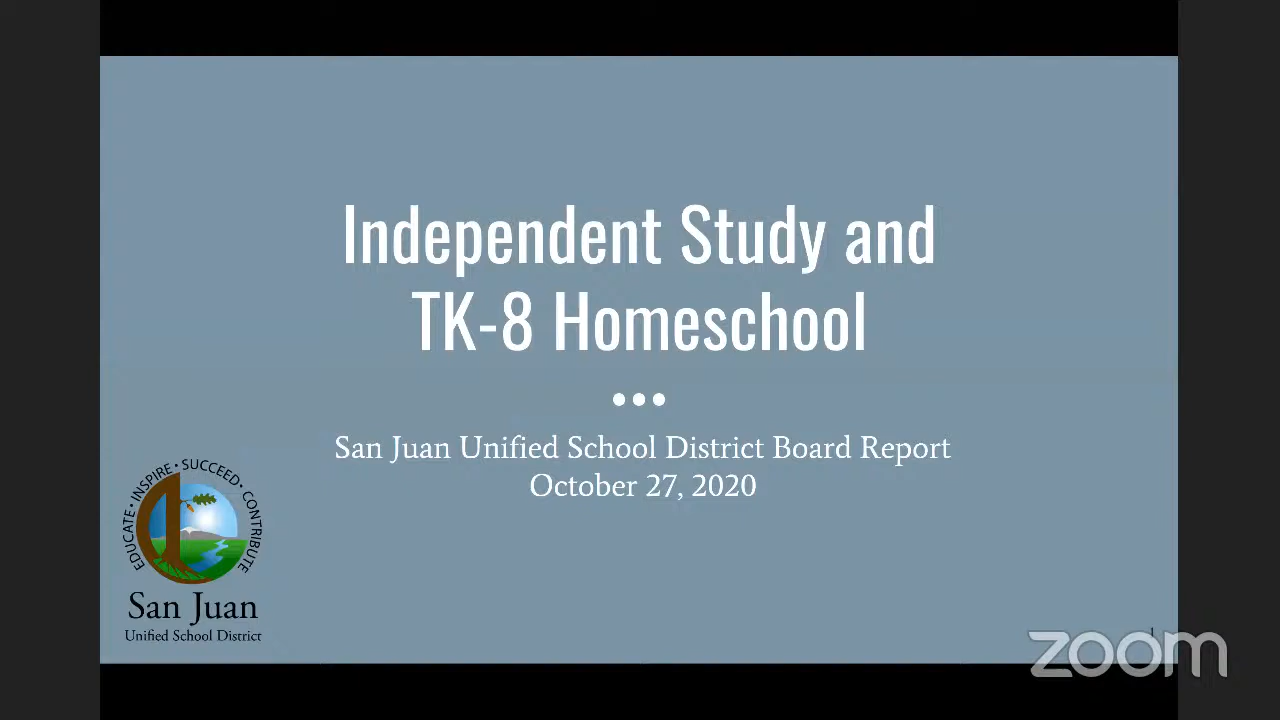 Independent Study and
TK-8 Homeschool
San Juan Unified School District Board Report
October 27, 2020
EDUCATE • INSPIRE • SUCCEED • CONTRIBUTE
San Juan
Unified School District
1
zoom